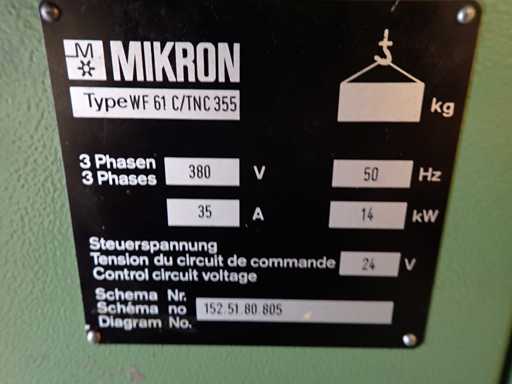 M MIKRON
Type WF 61 C/TNC 355
kg
3 Phasen
3 Phases 380 V 50 Hz
35 A 14 kW
Steuerspannung
Tension du circuit de commande 24 V
Control circuit voltage
Schema Nr.
Schéma no 152.51.80.805
Diagram No.